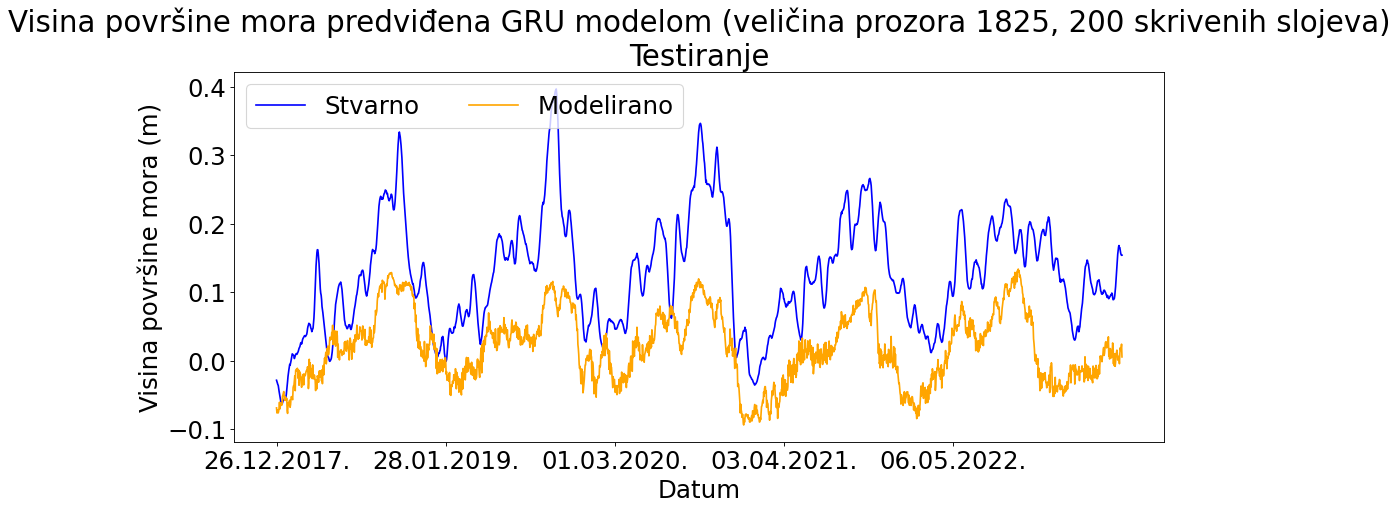 Visina površine mora predviđena GRU modelom (veličina prozora 1825, 200 skrivenih slojeva)
Testiranje
Stvarno Modelirano
Visina površine mora (m)
0.4
0.3
0.2
0.1
0.0
−0.1
26.12.2017. 28.01.2019. 01.03.2020. 03.04.2021. 06.05.2022.
Datum